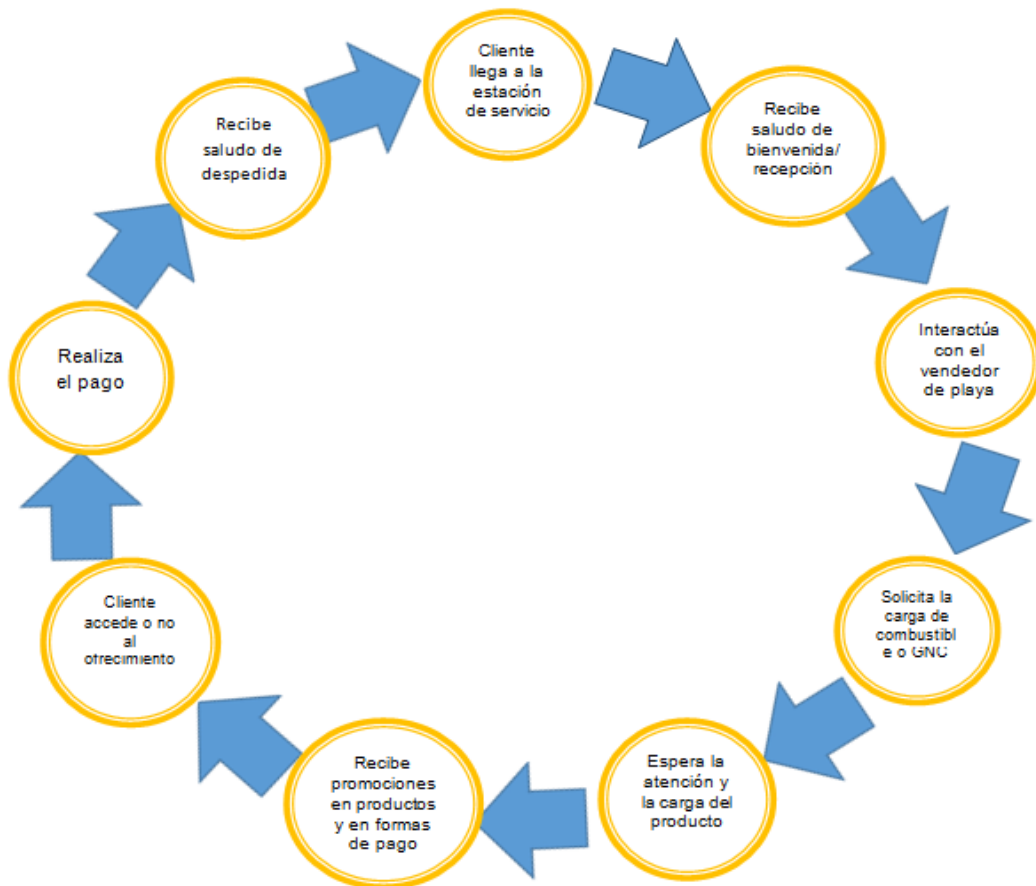 Cliente
llega a la
estación
de servicio
Recibe
saludo de
bienvenida/
recepción
Interactúa
con el
vendedor
de playa
Solicita la
carga de
combustibl
e o GNC
Espera la
atención y
la carga del
producto
Recibe
promociones
en productos
y en formas
de pago
Cliente
accede o no
al
ofrecimiento
Realiza
el pago
Recibe
saludo de
despedida